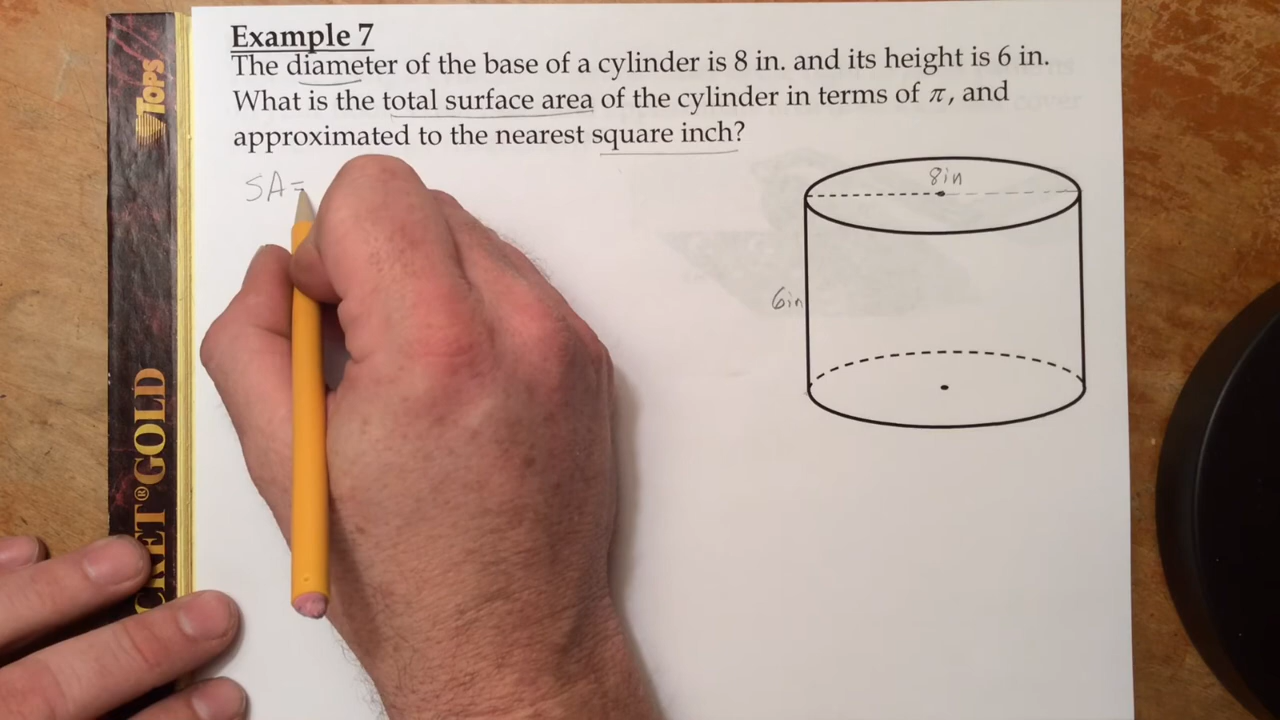 Example 7
The diameter of the base of a cylinder is 8 in. and its height is 6 in.
What is the total surface area of the cylinder in terms of π, and
approximated to the nearest square inch?
SA=
8in
6in
TOPS
CKET®GOLD